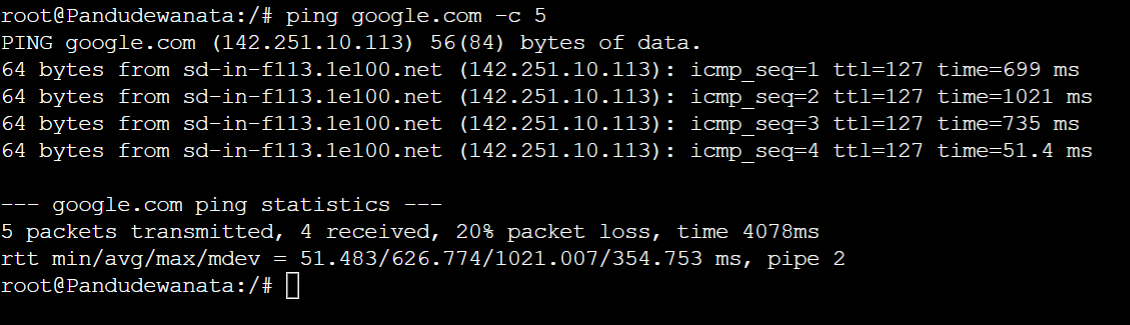 root@Pandudewanata:/# ping google.com -c 5
PING google.com (142.251.10.113) 56(84) bytes of data.
64 bytes from sd-in-f113.1e100.net (142.251.10.113): icmp_seq=1 ttl=127 time=699 ms
64 bytes from sd-in-f113.1e100.net (142.251.10.113): icmp_seq=2 ttl=127 time=1021 ms
64 bytes from sd-in-f113.1e100.net (142.251.10.113): icmp_seq=3 ttl=127 time=735 ms
64 bytes from sd-in-f113.1e100.net (142.251.10.113): icmp_seq=4 ttl=127 time=51.4 ms
--- google.com ping statistics ---
5 packets transmitted, 4 received, 20% packet loss, time 4078ms
rtt min/avg/max/mdev = 51.483/626.774/1021.007/354.753 ms, pipe 2
root@Pandudewanata:/#